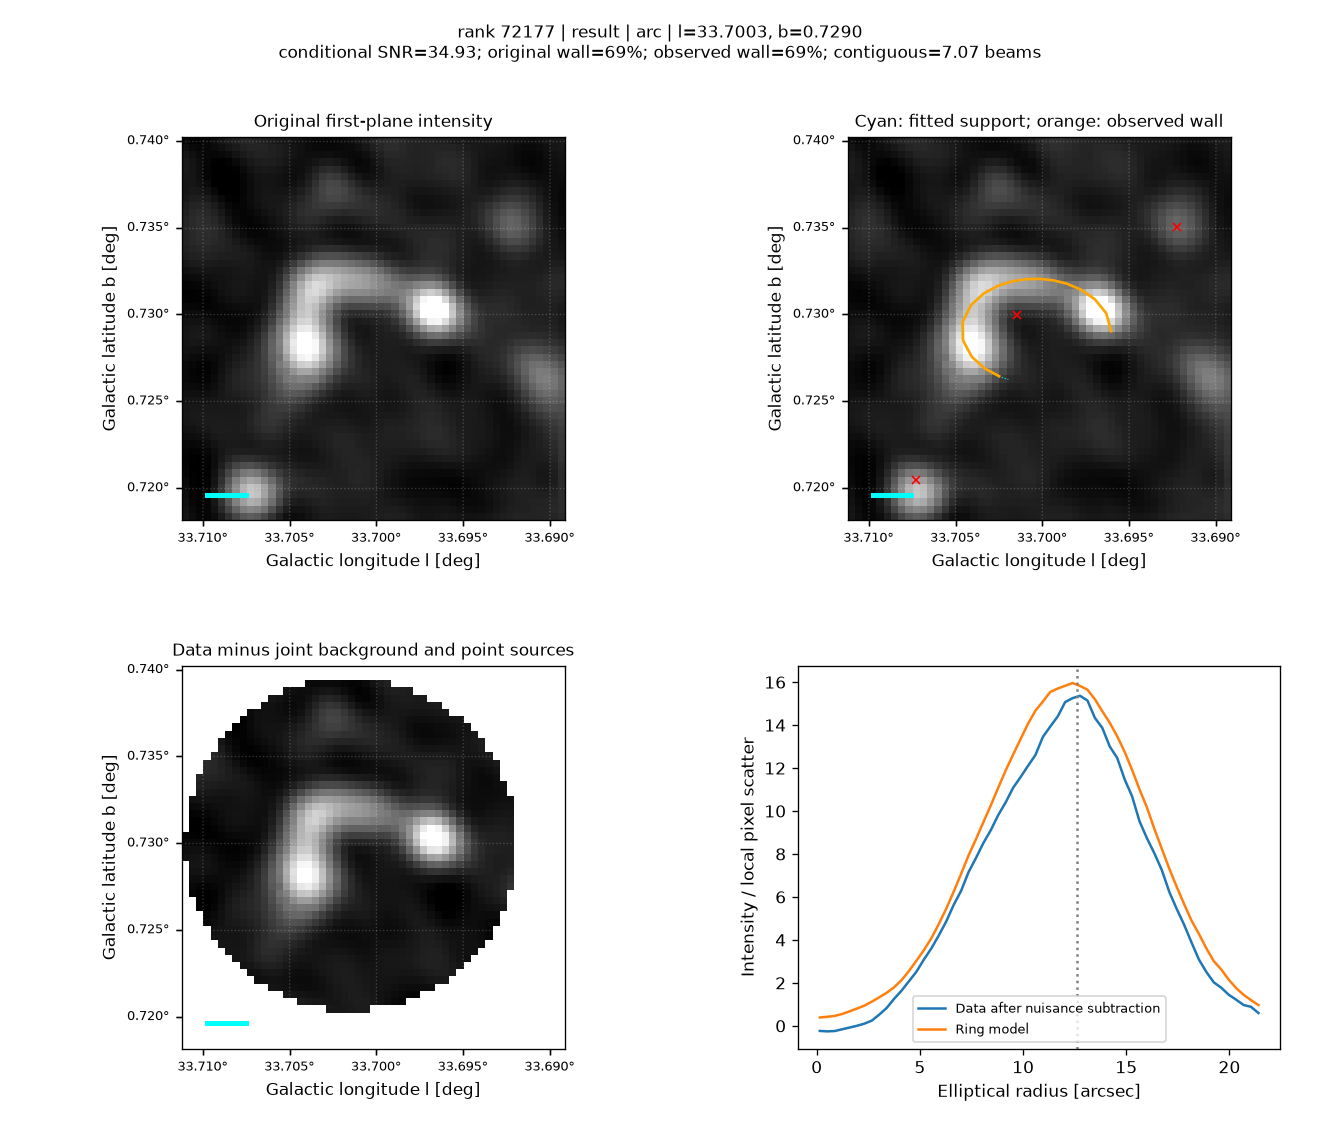 rank 72177 | result | arc | l=33.7003, b=0.7290
conditional SNR=34.93; original wall=69%; observed wall=69%; contiguous=7.07 beams
Original first-plane intensity
0.740°
0.735°
0.730°
0.725°
0.720°
Galactic latitude b [deg]
33.710° 33.705° 33.700° 33.695° 33.690°
Galactic longitude l [deg]
Cyan: fitted support; orange: observed wall
0.740°
0.735°
0.730°
0.725°
0.720°
Galactic latitude b [deg]
33.710° 33.705° 33.700° 33.695° 33.690°
Galactic longitude l [deg]
Data minus joint background and point sources
0.740°
0.735°
0.730°
0.725°
0.720°
Galactic latitude b [deg]
33.710° 33.705° 33.700° 33.695° 33.690°
Galactic longitude l [deg]
16
14
12
10
8
6
4
2
0
Intensity / local pixel scatter
Data after nuisance subtraction
Ring model
0 5 10 15 20
Elliptical radius [arcsec]